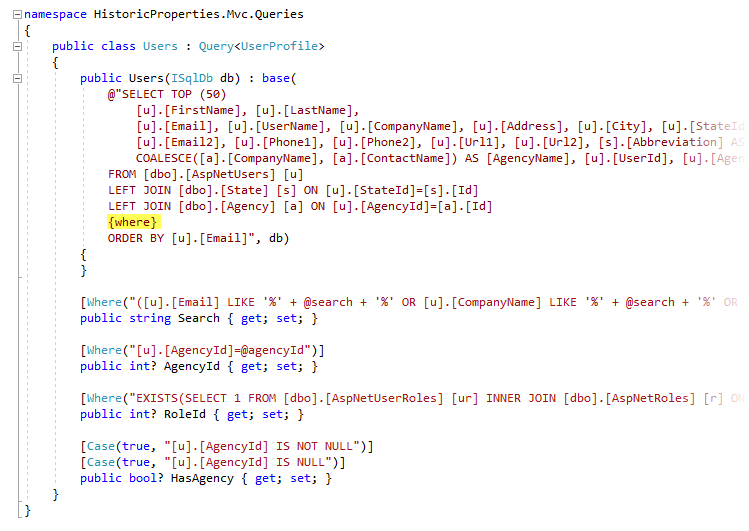 namespace HistoricProperties.Mvc.Queries
{
    public class Users : Query<UserProfile>
    {
        public Users(ISqlDb db) : base(
            @"SELECT TOP (50)
                [u].[FirstName], [u].[LastName],
                [u].[Email], [u].[UserName], [u].[CompanyName], [u].[Address], [u].[City], [u].[StateId
                [u].[Email2], [u].[Phone1], [u].[Phone2], [u].[Url1], [u].[Url2], [s].[Abbreviation] AS
                COALESCE([a].[CompanyName], [a].[ContactName]) AS [AgencyName], [u].[UserId], [u].[Agen
            FROM [dbo].[AspNetUsers] [u]
            LEFT JOIN [dbo].[State] [s] ON [u].[StateId]=[s].[Id]
            LEFT JOIN [dbo].[Agency] [a] ON [u].[AgencyId]=[a].[Id]
            {where}
            ORDER BY [u].[Email]", db)
        {
        }
        [Where("([u].[Email] LIKE '%' + @search + '%' OR [u].[CompanyName] LIKE '%' + @search + '%' OR
        public string Search { get; set; }
        [Where("[u].[AgencyId]=@agencyId")]
        public int? AgencyId { get; set; }
        [Where("EXISTS(SELECT 1 FROM [dbo].[AspNetUserRoles] [ur] INNER JOIN [dbo].[AspNetRoles] [r] ON
        public int? RoleId { get; set; }
        [Case(true, "[u].[AgencyId] IS NOT NULL")]
        [Case(true, "[u].[AgencyId] IS NULL")]
        public bool? HasAgency { get; set; }
    }
}